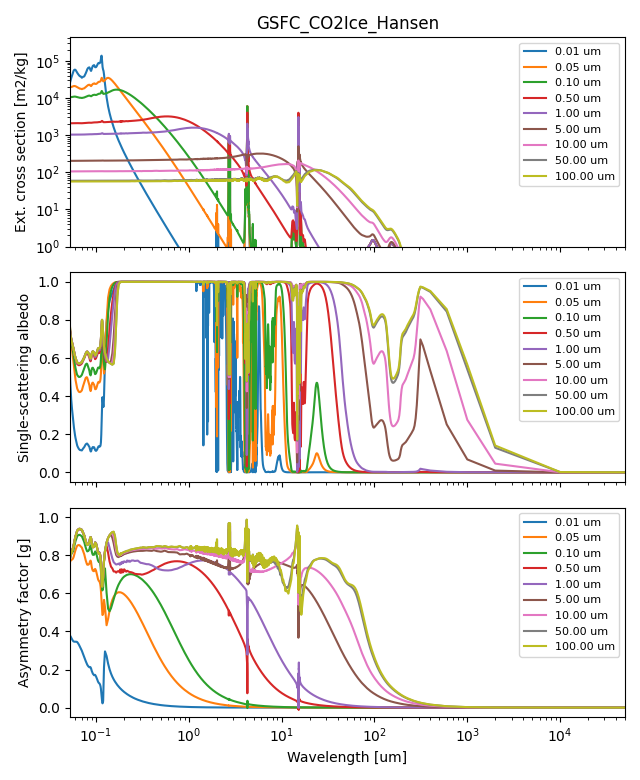 GSFC_CO2Ice_Hansen
Ext. cross section [m2/kg]
10^5
10^4
10^3
10^2
10^1
10^0
0.01 um
0.05 um
0.10 um
0.50 um
1.00 um
5.00 um
10.00 um
50.00 um
100.00 um
Single-scattering albedo
1.0
0.8
0.6
0.4
0.2
0.0
0.01 um
0.05 um
0.10 um
0.50 um
1.00 um
5.00 um
10.00 um
50.00 um
100.00 um
Asymmetry factor [g]
1.0
0.8
0.6
0.4
0.2
0.0
0.01 um
0.05 um
0.10 um
0.50 um
1.00 um
5.00 um
10.00 um
50.00 um
100.00 um
10^−1 10^0 10^1 10^2 10^3 10^4
Wavelength [um]